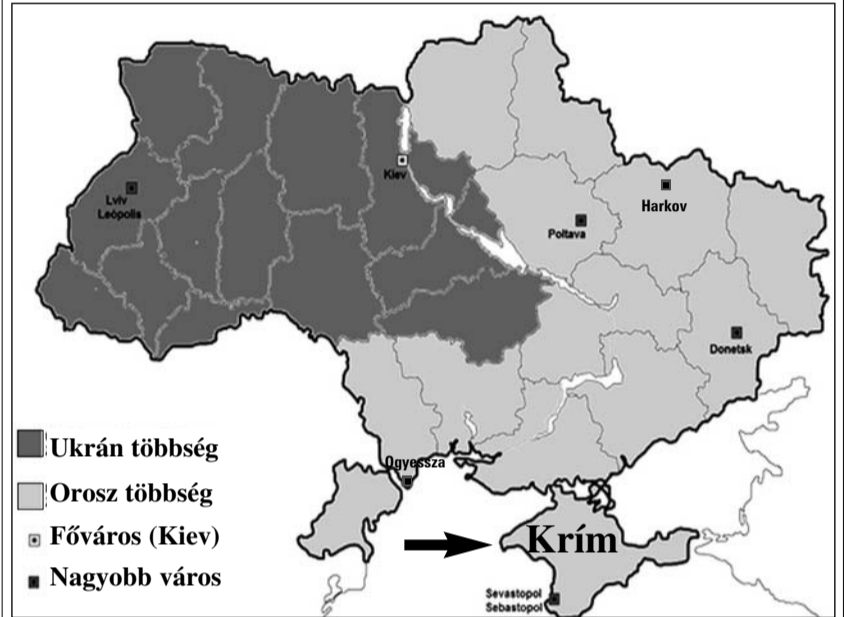 Kiev
Lviv
Leópolis
Harkov
Poltava
Donetsk
Ukrán többség
Ogyessza
Orosz többség
Főváros (Kiev)
Krím
Nagyobb város
Sevastopol
Sebastopol